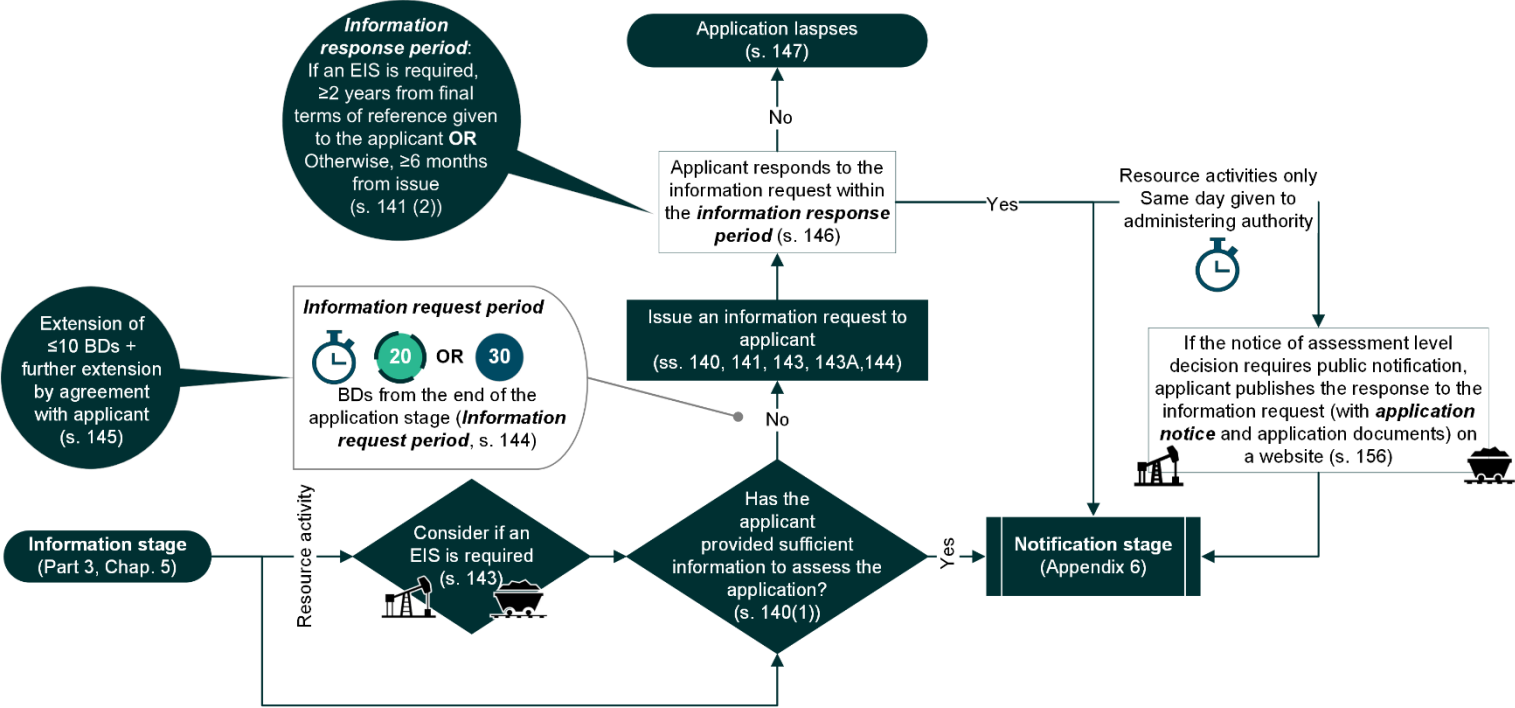 Information
response period:
If an EIS is required,
≥2 years from final
terms of reference given
to the applicant OR
Otherwise, ≥6 months
from issue
(s. 141 (2))
Application laspses
(s. 147)
No
Applicant responds to the
information request within
the information response
period (s. 146)
Yes
Resource activities only
Same day given to
administering authority
Extension of
≤10 BDs +
further extension
by agreement
with applicant
(s. 145)
Information request period
20 OR 30
BDs from the end of the
application stage (Information
request period, s. 144)
Issue an information request to
applicant
(ss. 140, 141, 143, 143A,144)
No
If the notice of assessment level
decision requires public notification,
applicant publishes the response to the
information request (with application
notice and application documents) on
a website (s. 156)
Information stage
(Part 3, Chap. 5)
Resource activity
Consider if an
EIS is required
(s. 143)
Has the
applicant
provided sufficient
information to assess the
application?
(s. 140(1))
Yes
Notification stage
(Appendix 6)